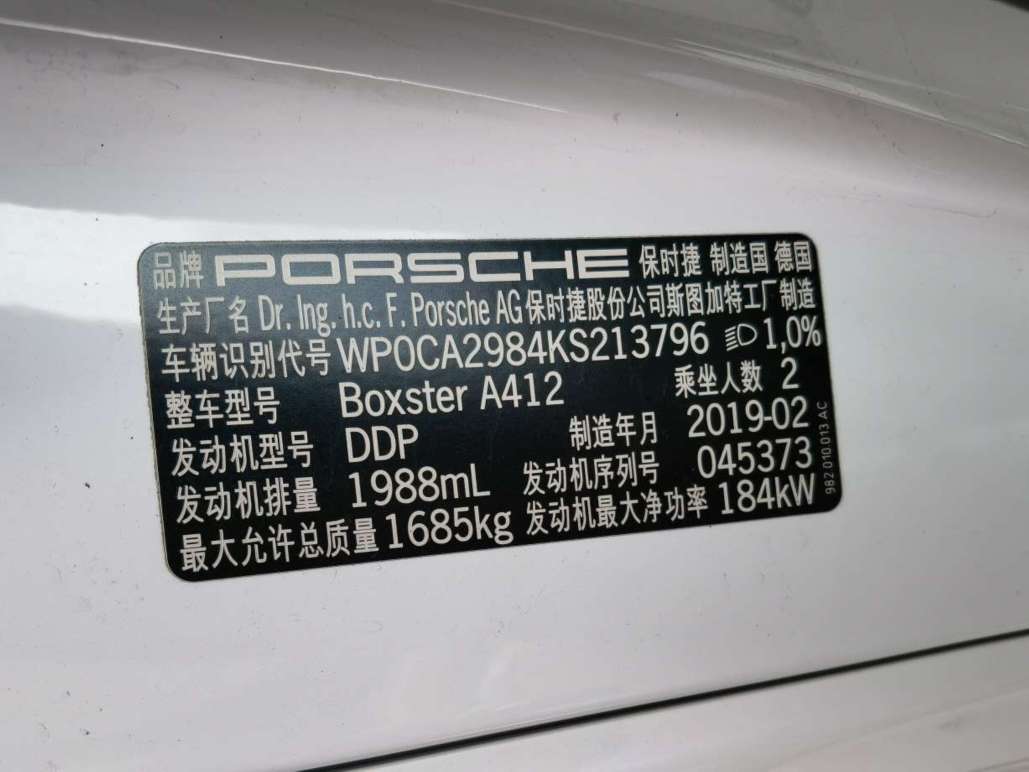 品牌 PORSCHE 保时捷 制造国 德国
生产厂名 Dr. Ing. h.c. F. Porsche AG 保时捷股份公司斯图加特工厂制造
车辆识别代号 WP0CA2984KS213796 1,0%
整车型号 Boxster A412 乘坐人数 2
发动机型号 DDP 制造年月 2019-02
发动机排量 1988mL 发动机序列号 045373
最大允许总质量 1685kg 发动机最大净功率 184kW
982.010.013.AC